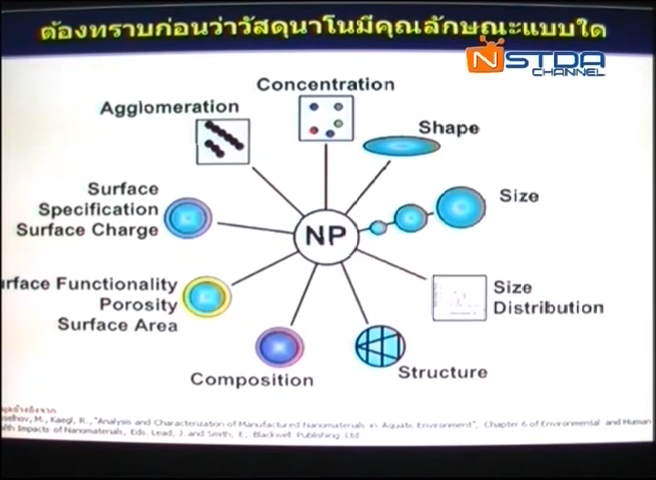 ต้องทราบก่อนว่าวัสดุนาโนมีคุณลักษณะแบบใด
NSTDA
CHANNEL
Concentration
Agglomeration
Shape
Surface
Specification
Surface Charge
Size
NP
rface Functionality
Porosity
Surface Area
Size
Distribution
Composition
Structure
M., Kaegi, R., "Analysis and Characterization of Manufactured Nanomaterials in Aquatic Environment", Chapter 6 of Environmental and Human
alth Impacts of Nanomaterials, Eds. Lead, J. and Smith, E., Blackwell Publishing Ltd